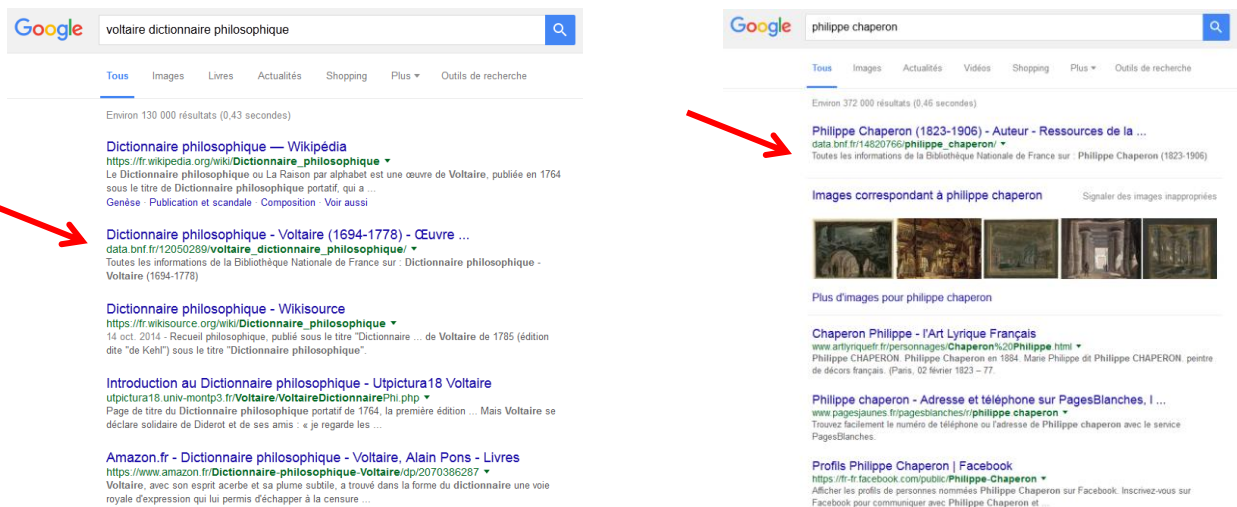 Google
voltaire dictionnaire philosophique
Tous Images Livres Actualités Shopping Plus Outils de recherche
Environ 130 000 résultats (0,43 secondes)
Dictionnaire philosophique — Wikipédia
https://fr.wikipedia.org/wiki/Dictionnaire_philosophique
Le Dictionnaire philosophique ou La Raison par alphabet est une œuvre de Voltaire, publiée en 1764
sous le titre de Dictionnaire philosophique portatif, qui a ...
Genèse · Publication et scandale · Composition · Voir aussi
Dictionnaire philosophique - Voltaire (1694-1778) - Œuvre ...
data.bnf.fr/12050289/voltaire_dictionnaire_philosophique/
Toutes les informations de la Bibliothèque Nationale de France sur : Dictionnaire philosophique -
Voltaire (1694-1778)
Dictionnaire philosophique - Wikisource
https://fr.wikisource.org/wiki/Dictionnaire_philosophique
14 oct. 2014 - Recueil philosophique, publié sous le titre "Dictionnaire ... de Voltaire de 1785 (édition
dite "de Kehl") sous le titre "Dictionnaire philosophique".
Introduction au Dictionnaire philosophique - Utpictura18 Voltaire
utpictura18.univ-montp3.fr/Voltaire/VoltaireDictionnairePhi.php
Page de titre du Dictionnaire philosophique portatif de 1764, la première édition ... Mais Voltaire se
déclare solidaire de Diderot et de ses amis : « je regarde les ...
Amazon.fr - Dictionnaire philosophique - Voltaire, Alain Pons - Livres
https://www.amazon.fr/Dictionnaire-philosophique-Voltaire/dp/2070386287
Voltaire, avec son esprit acerbe et sa plume subtile, a trouvé dans la forme du dictionnaire une voie
royale d'expression qui lui permis d'échapper à la censure ...
Google
philippe chaperon
Tous Images Actualités Vidéos Shopping Plus Outils de recherche
Environ 372 000 résultats (0,46 secondes)
Philippe Chaperon (1823-1906) - Auteur - Ressources de la ...
data.bnf.fr/14820766/philippe_chaperon/
Toutes les informations de la Bibliothèque Nationale de France sur : Philippe Chaperon (1823-1906)
Images correspondant à philippe chaperon Signaler des images inappropriées
Plus d'images pour philippe chaperon
Chaperon Philippe - l'Art Lyrique Français
www.artlyriquefr.fr/personnages/Chaperon%20Philippe.html
Philippe CHAPERON. Philippe Chaperon en 1884. Marie Philippe dit Philippe CHAPERON. peintre
de décors français. (Paris, 02 février 1823 – 77.
Philippe chaperon - Adresse et téléphone sur PagesBlanches, l ...
www.pagesjaunes.fr/pagesblanches/r/philippe chaperon
Trouvez facilement le numéro de téléphone ou l'adresse de Philippe chaperon avec le service
PagesBlanches.
Profils Philippe Chaperon | Facebook
https://fr-fr.facebook.com/public/Philippe-Chaperon
Afficher les profils de personnes nommées Philippe Chaperon sur Facebook. Inscrivez-vous sur
Facebook pour communiquer avec Philippe Chaperon et ...